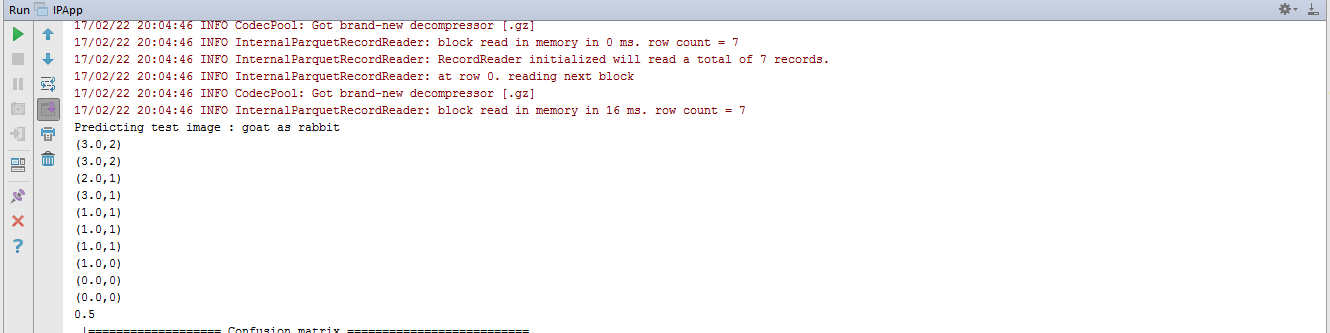 Run IPApp
17/02/22 20:04:46 INFO CodecPool: Got brand-new decompressor [.gz]
17/02/22 20:04:46 INFO InternalParquetRecordReader: block read in memory in 0 ms. row count = 7
17/02/22 20:04:46 INFO InternalParquetRecordReader: RecordReader initialized will read a total of 7 records.
17/02/22 20:04:46 INFO InternalParquetRecordReader: at row 0. reading next block
17/02/22 20:04:46 INFO CodecPool: Got brand-new decompressor [.gz]
17/02/22 20:04:46 INFO InternalParquetRecordReader: block read in memory in 16 ms. row count = 7
Predicting test image : goat as rabbit
(3.0,2)
(3.0,2)
(2.0,1)
(3.0,1)
(1.0,1)
(1.0,1)
(1.0,1)
(1.0,0)
(0.0,0)
(0.0,0)
0.5
|=================== Confusion matrix ==========================